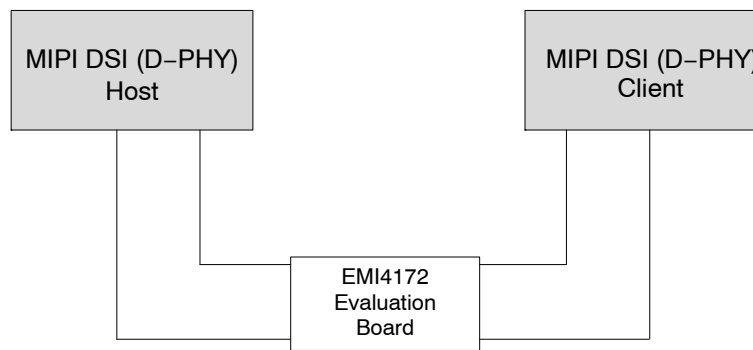 MIPI DSI (D−PHY)
Host
MIPI DSI (D−PHY)
Client
EMI4172
Evaluation
Board